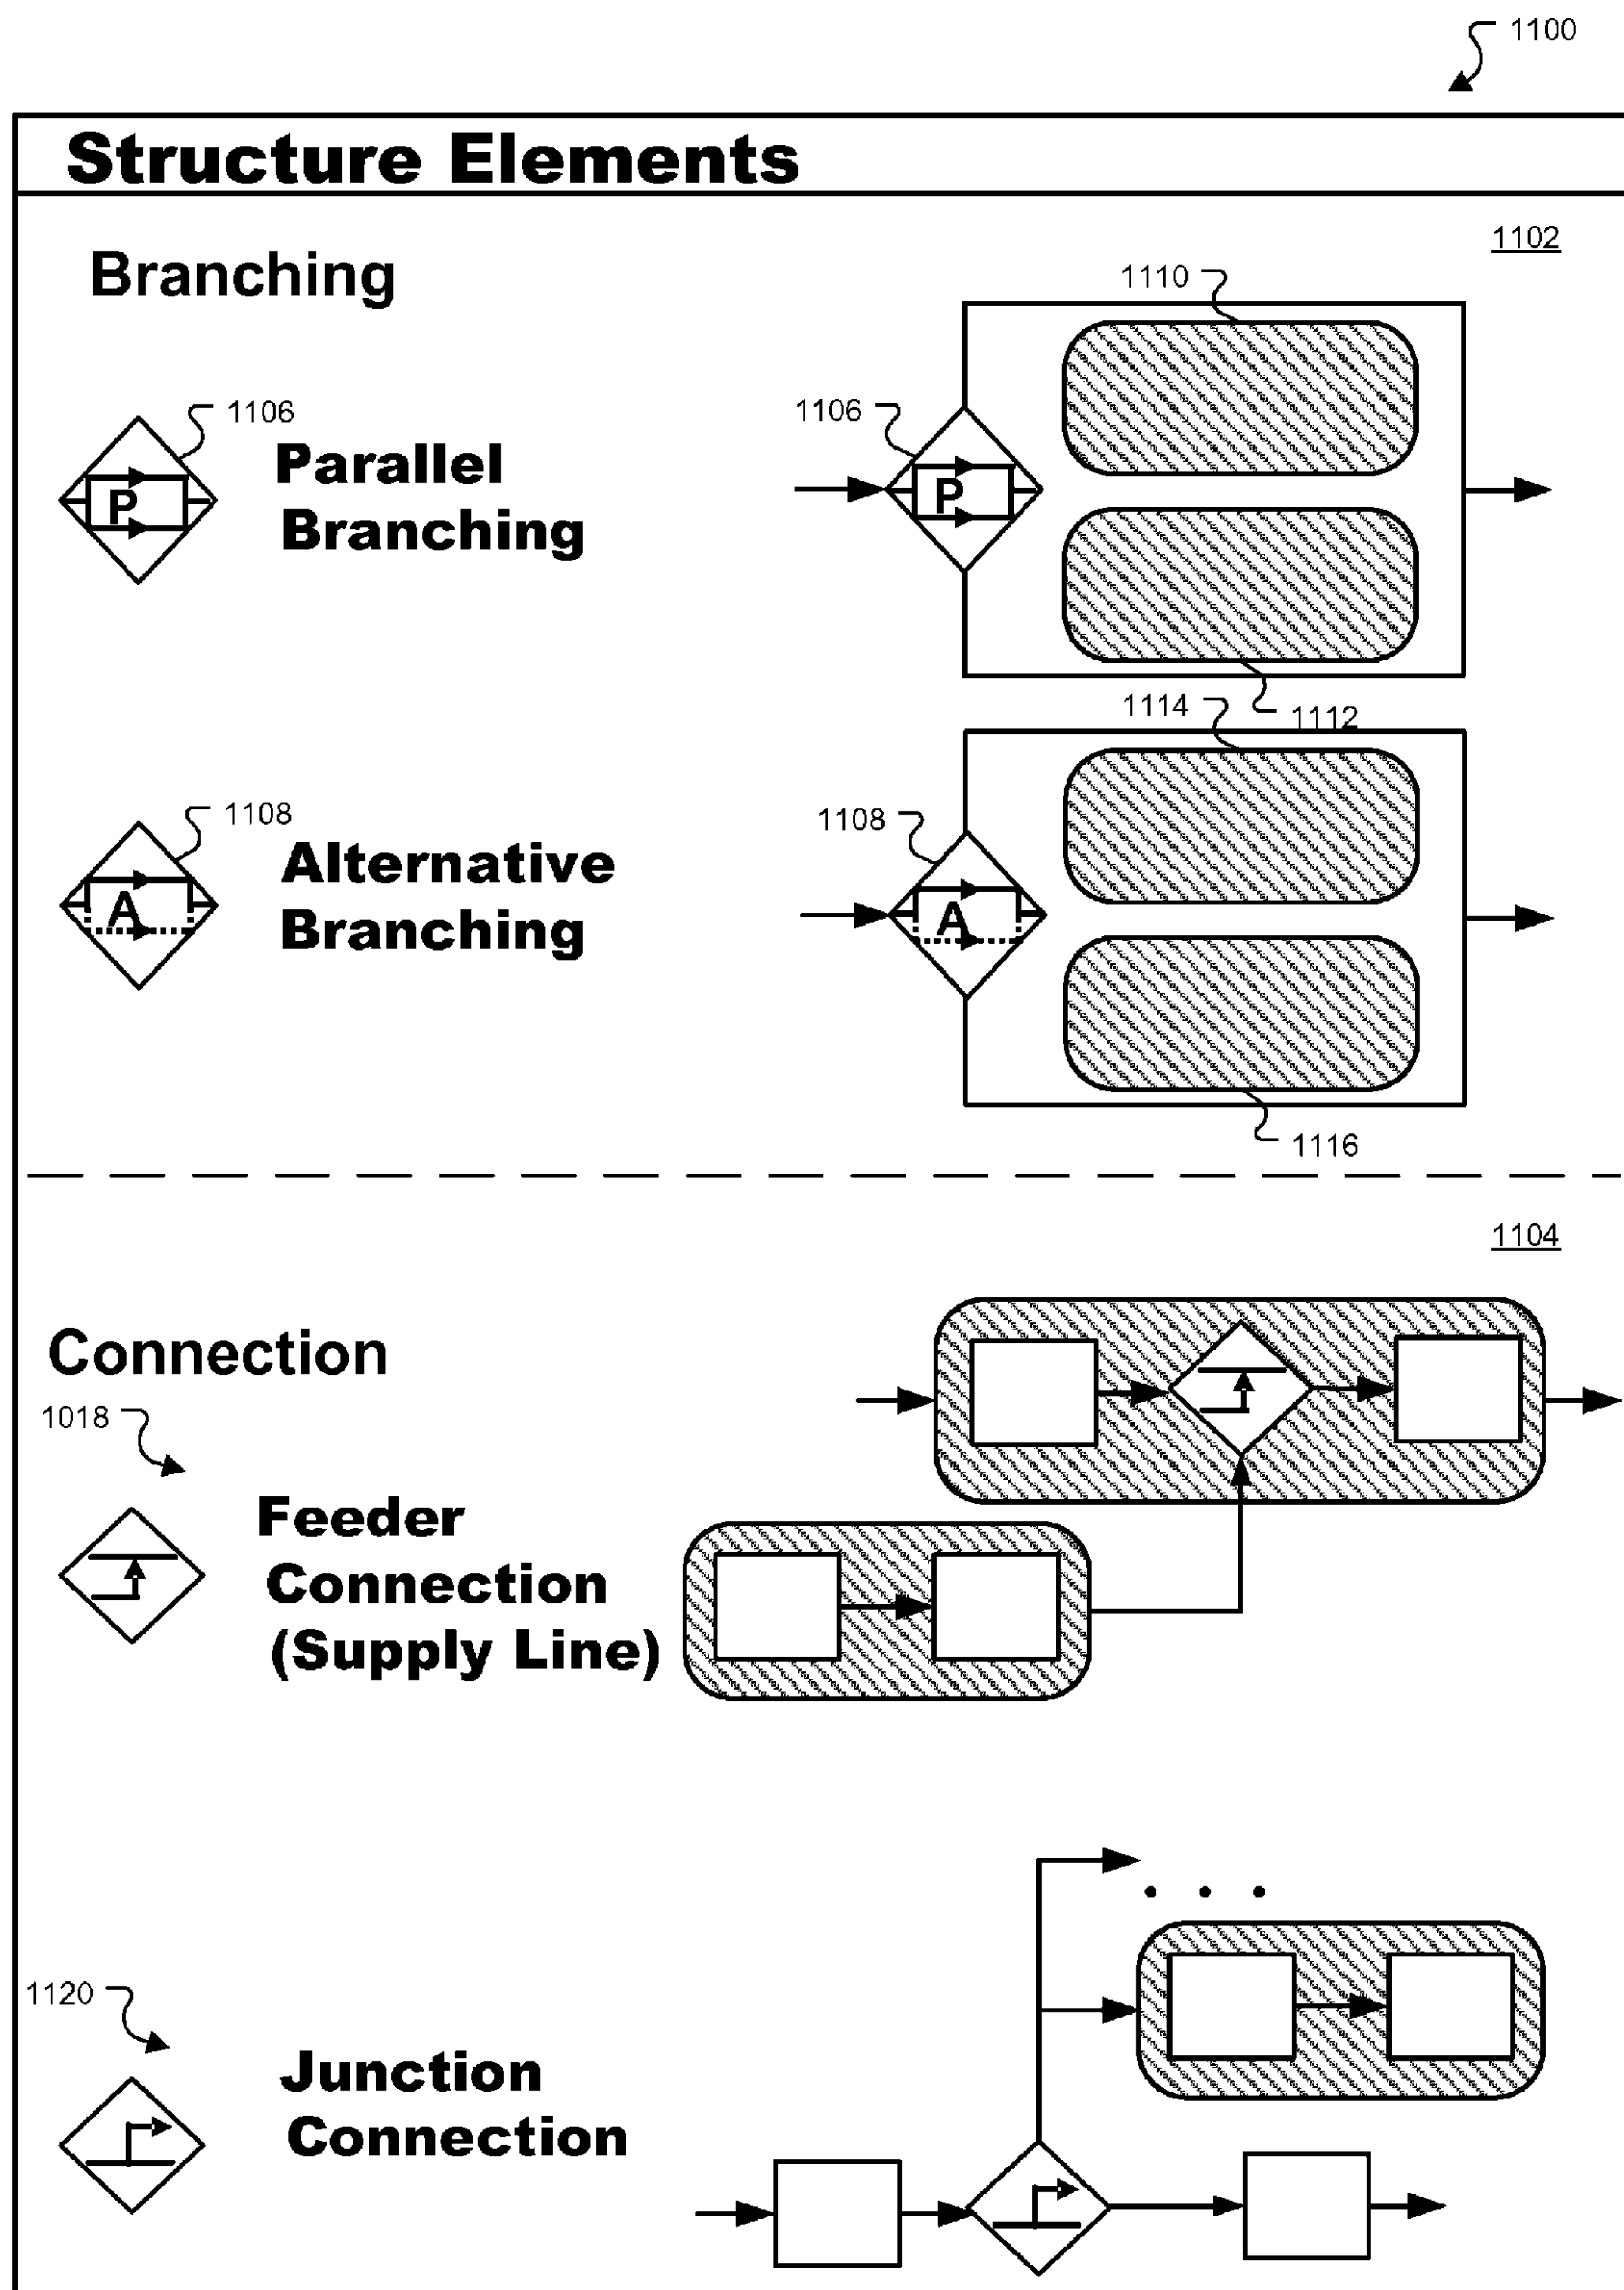 1100
Structure Elements
1102
Branching
1110
1106
Parallel
Branching
P
1106
P
1112
1114
1108
Alternative
Branching
A
1108
A
1116
1104
Connection
1018
Feeder
Connection
(Supply Line)
. . .
1120
Junction
Connection